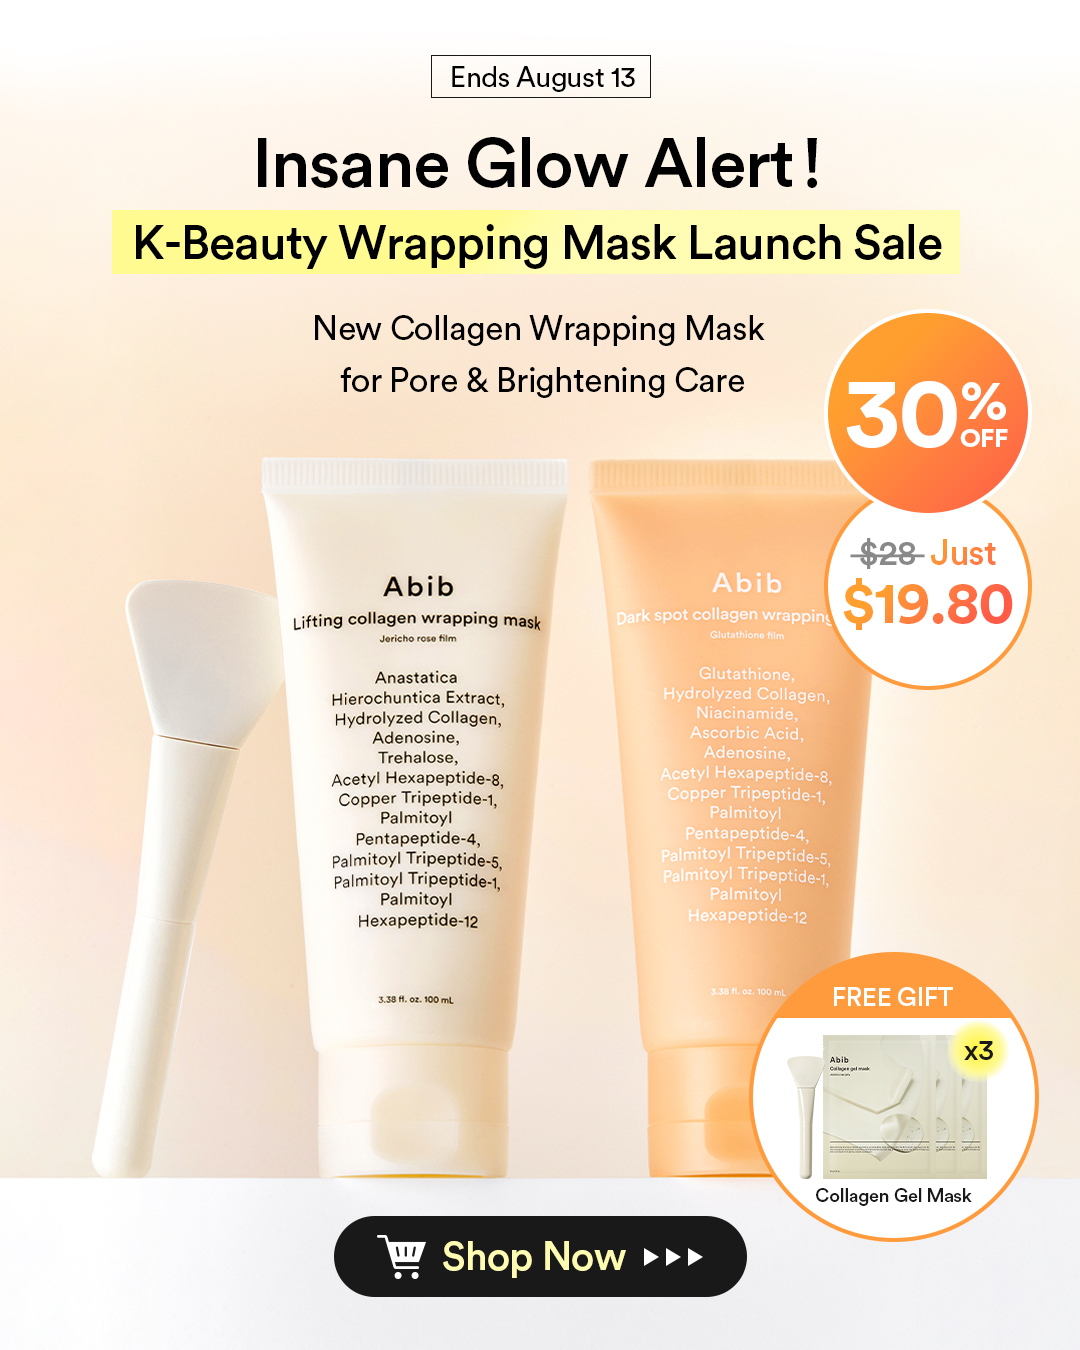 Ends August 13
Insane Glow Alert!
K-Beauty Wrapping Mask Launch Sale
New Collagen Wrapping Mask
for Pore & Brightening Care
30% OFF
$28 Just
$19.80
Abib
Lifting collagen wrapping mask
Jericho rose film
Anastatica
Hierochuntica Extract,
Hydrolyzed Collagen,
Adenosine,
Trehalose,
Acetyl Hexapeptide-8,
Copper Tripeptide-1,
Palmitoyl
Pentapeptide-4,
Palmitoyl Tripeptide-5,
Palmitoyl Tripeptide-1,
Palmitoyl
Hexapeptide-12
3.38 fl. oz. 100 mL
Abib
Dark spot collagen wrapping
Glutathione film
Glutathione,
Hydrolyzed Collagen,
Niacinamide,
Ascorbic Acid,
Adenosine,
Acetyl Hexapeptide-8,
Copper Tripeptide-1,
Palmitoyl
Pentapeptide-4,
Palmitoyl Tripeptide-5,
Palmitoyl Tripeptide-1,
Palmitoyl
Hexapeptide-12
3.38 fl. oz. 100 mL
FREE GIFT
x3
Abib
Collagen gel mask
Collagen Gel Mask
Shop Now